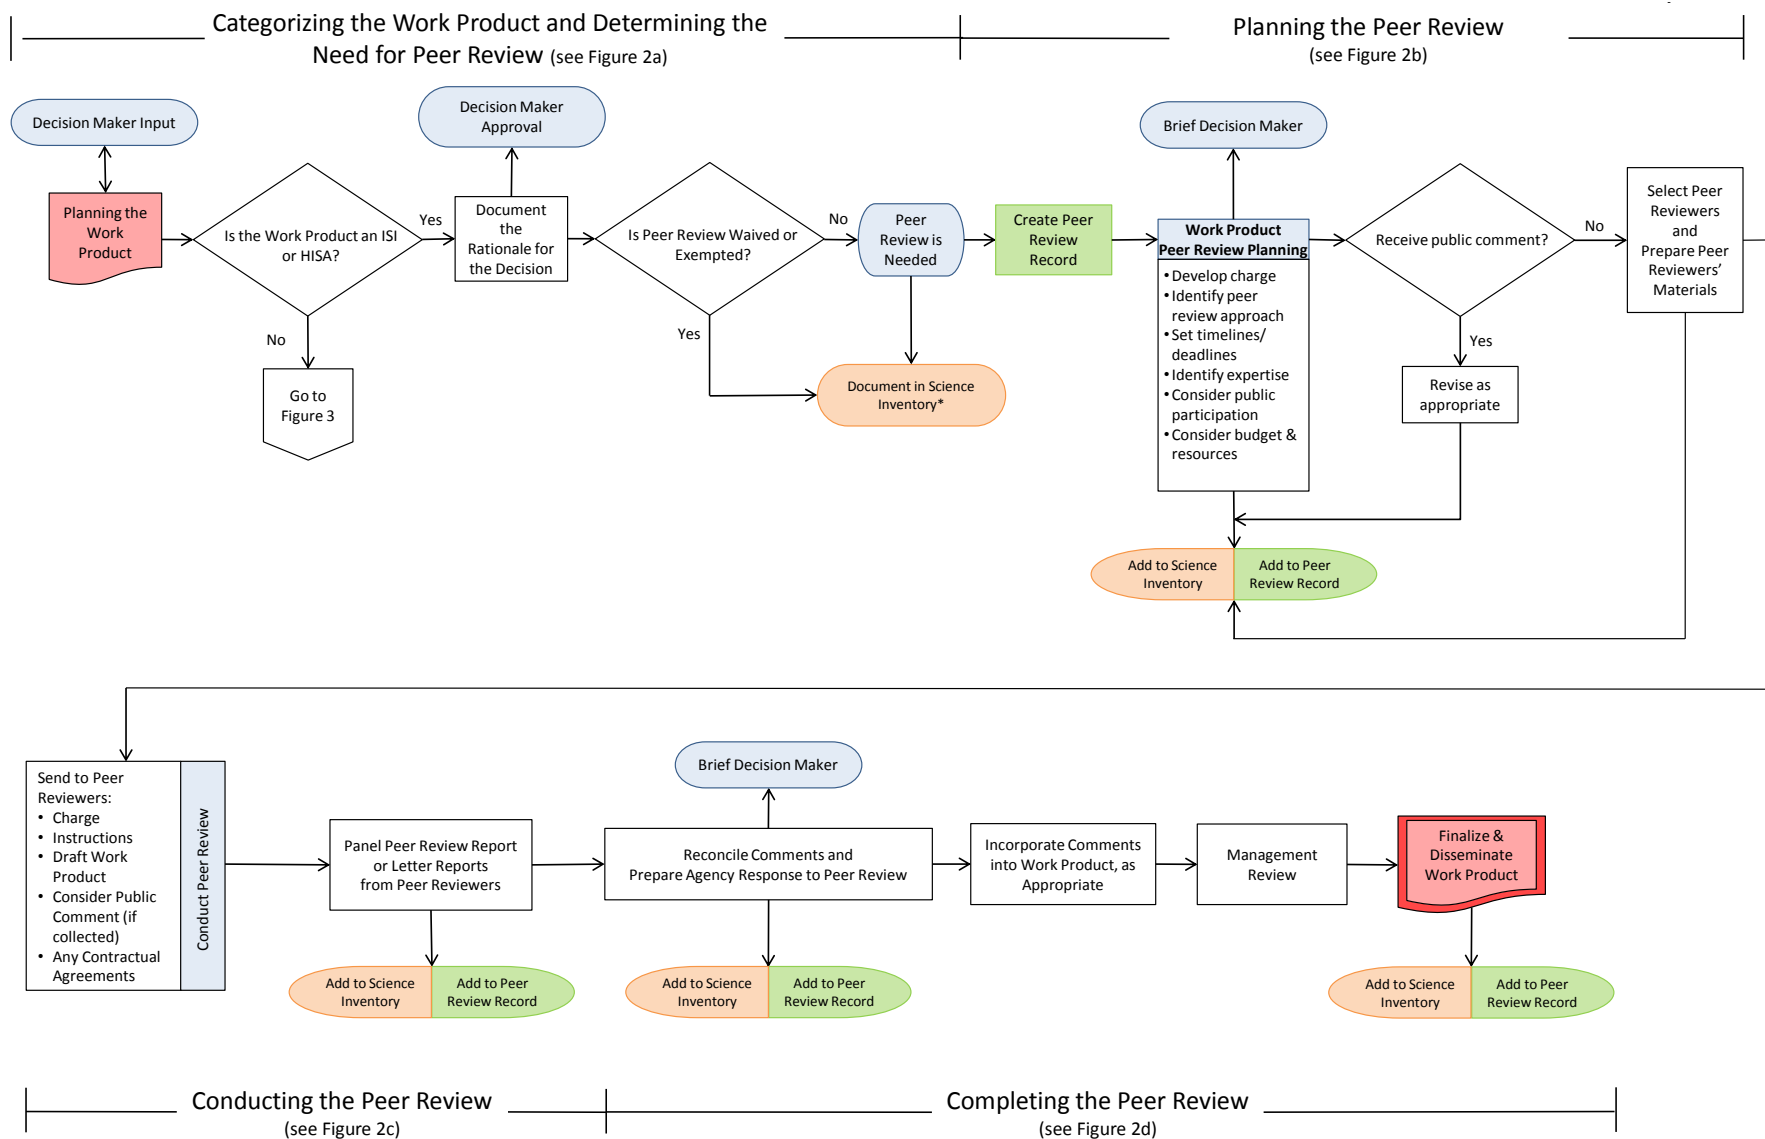 Categorizing the Work Product and Determining the
Need for Peer Review (see Figure 2a)
Planning the Peer Review
(see Figure 2b)
Decision Maker Input
Planning the
Work
Product
Is the Work Product an ISI
or HISA?
Yes
No
Go to
Figure 3
Decision Maker
Approval
Document
the
Rationale for
the Decision
Is Peer Review Waived or
Exempted?
No
Yes
Peer
Review is
Needed
Document in Science
Inventory*
Create Peer
Review
Record
Brief Decision Maker
Work Product
Peer Review Planning
• Develop charge
• Identify peer
review approach
• Set timelines/
deadlines
• Identify expertise
• Consider public
participation
• Consider budget &
resources
Receive public comment?
No
Yes
Revise as
appropriate
Select Peer
Reviewers
and
Prepare Peer
Reviewers’
Materials
Add to Science
Inventory
Add to Peer
Review Record
Send to Peer
Reviewers:
• Charge
• Instructions
• Draft Work
Product
• Consider Public
Comment (if
collected)
• Any Contractual
Agreements
Conduct Peer Review
Panel Peer Review Report
or Letter Reports
from Peer Reviewers
Add to Science
Inventory
Add to Peer
Review Record
Brief Decision Maker
Reconcile Comments and
Prepare Agency Response to Peer Review
Add to Science
Inventory
Add to Peer
Review Record
Incorporate Comments
into Work Product, as
Appropriate
Management
Review
Finalize &
Disseminate
Work Product
Add to Science
Inventory
Add to Peer
Review Record
Conducting the Peer Review
(see Figure 2c)
Completing the Peer Review
(see Figure 2d)